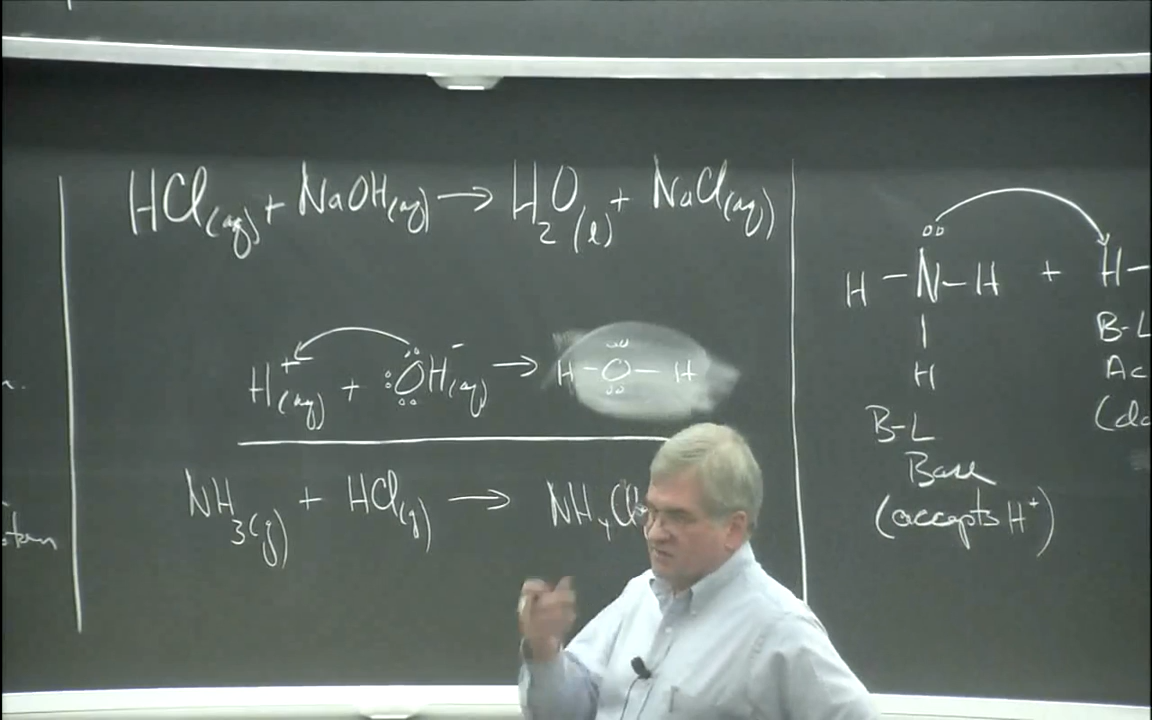 HCl(aq) + NaOH(aq) → H2O(l) + NaCl(aq)
H+(aq) + :ÖH-(aq) → H-O-H
NH3(g) + HCl(g) → NH4Cl
H-N-H + H-
H
B-L
Base
(accepts H+)
B-L
Ac